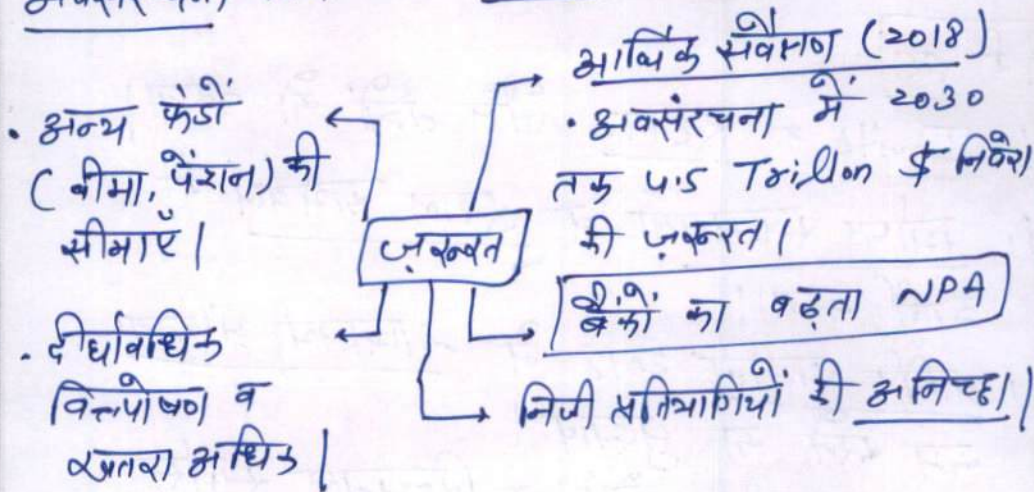 • अन्य फंडों
(बीमा, पेंशन) की
सीमाएँ।
• दीर्घावधिक
वित्तपोषण व
खतरा अधिक।
ज़रूरत
आर्थिक सर्वेक्षण (2018)
• अवसंरचना में 2030
तक 4.5 Trillion $ निवेश
की ज़रूरत।
बैंकों का बढ़ता NPA
निजी प्रतिभागियों की अनिच्छा।